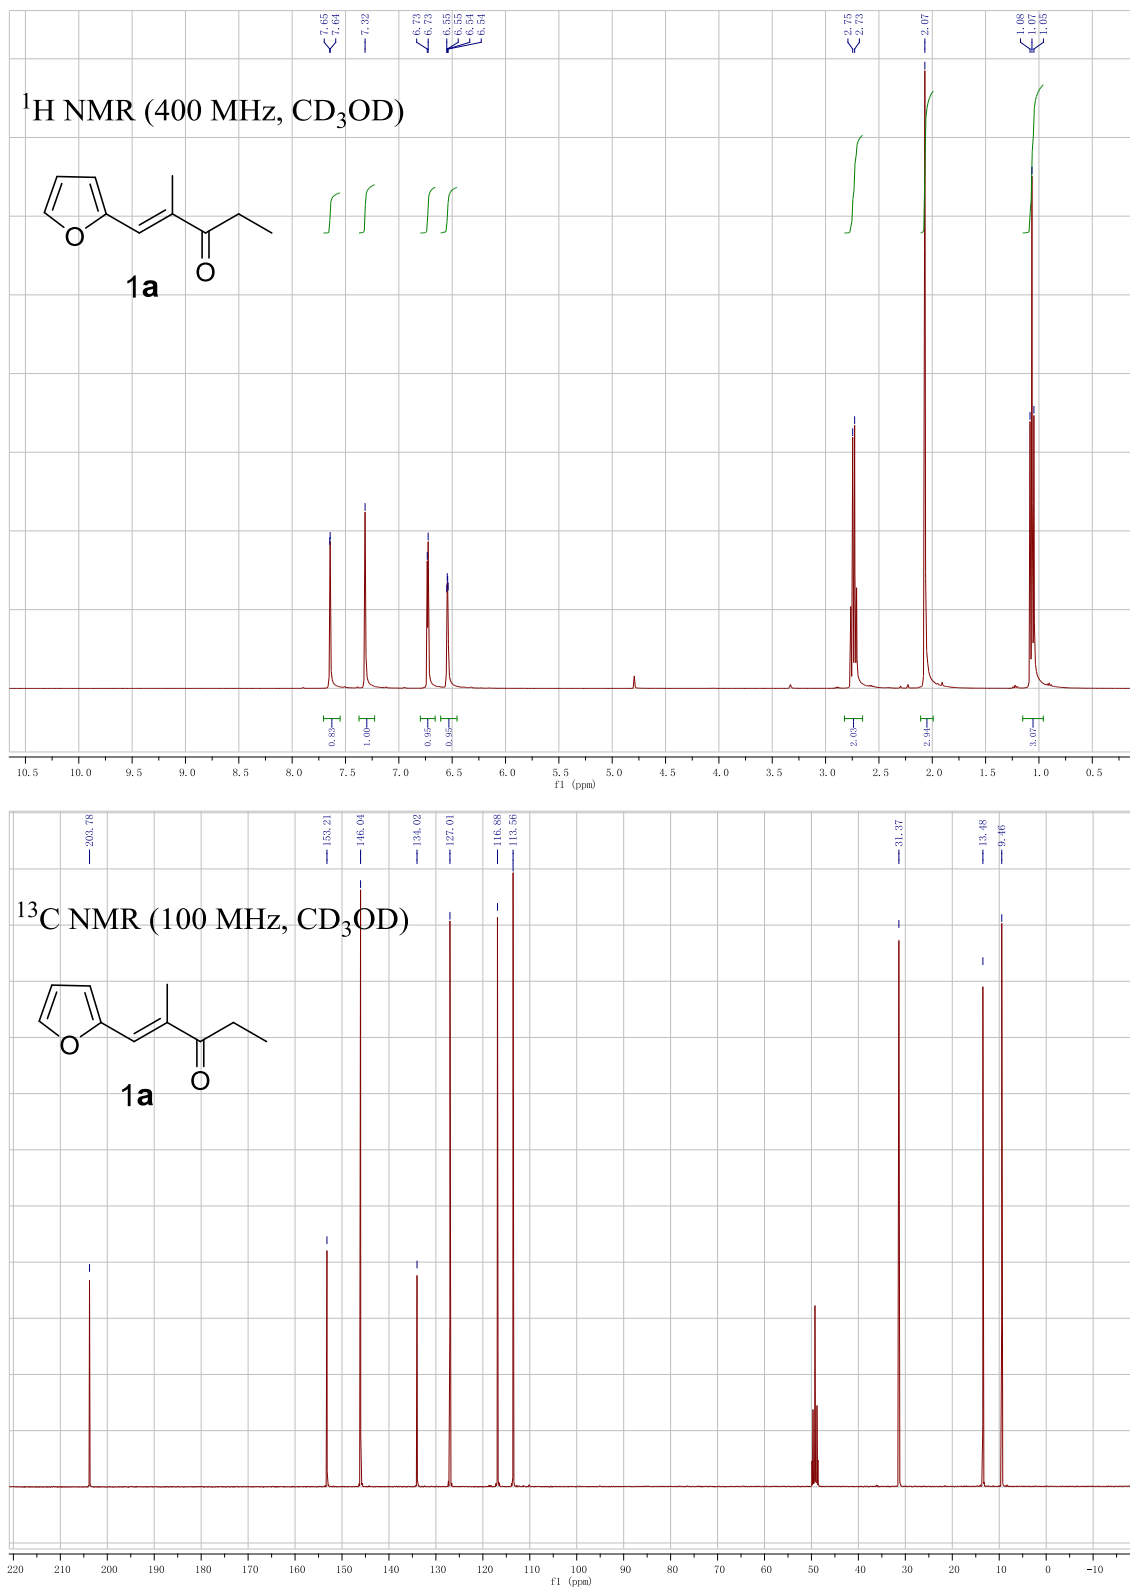 7.65
7.64
7.32
6.73
6.73
6.55
6.55
6.54
6.54
2.75
2.73
2.07
1.08
1.07
1.05
¹H NMR (400 MHz, CD₃OD)
O
O
1a
0.83
1.00
0.95
0.95
2.03
2.94
3.07
10.5 10.0 9.5 9.0 8.5 8.0 7.5 7.0 6.5 6.0 5.5 5.0 4.5 4.0 3.5 3.0 2.5 2.0 1.5 1.0 0.5
f1 (ppm)
203.78
153.21
146.04
134.02
127.01
116.88
113.56
31.37
13.48
9.46
¹³C NMR (100 MHz, CD₃OD)
O
O
1a
220 210 200 190 180 170 160 150 140 130 120 110 100 90 80 70 60 50 40 30 20 10 0 -10
f1 (ppm)